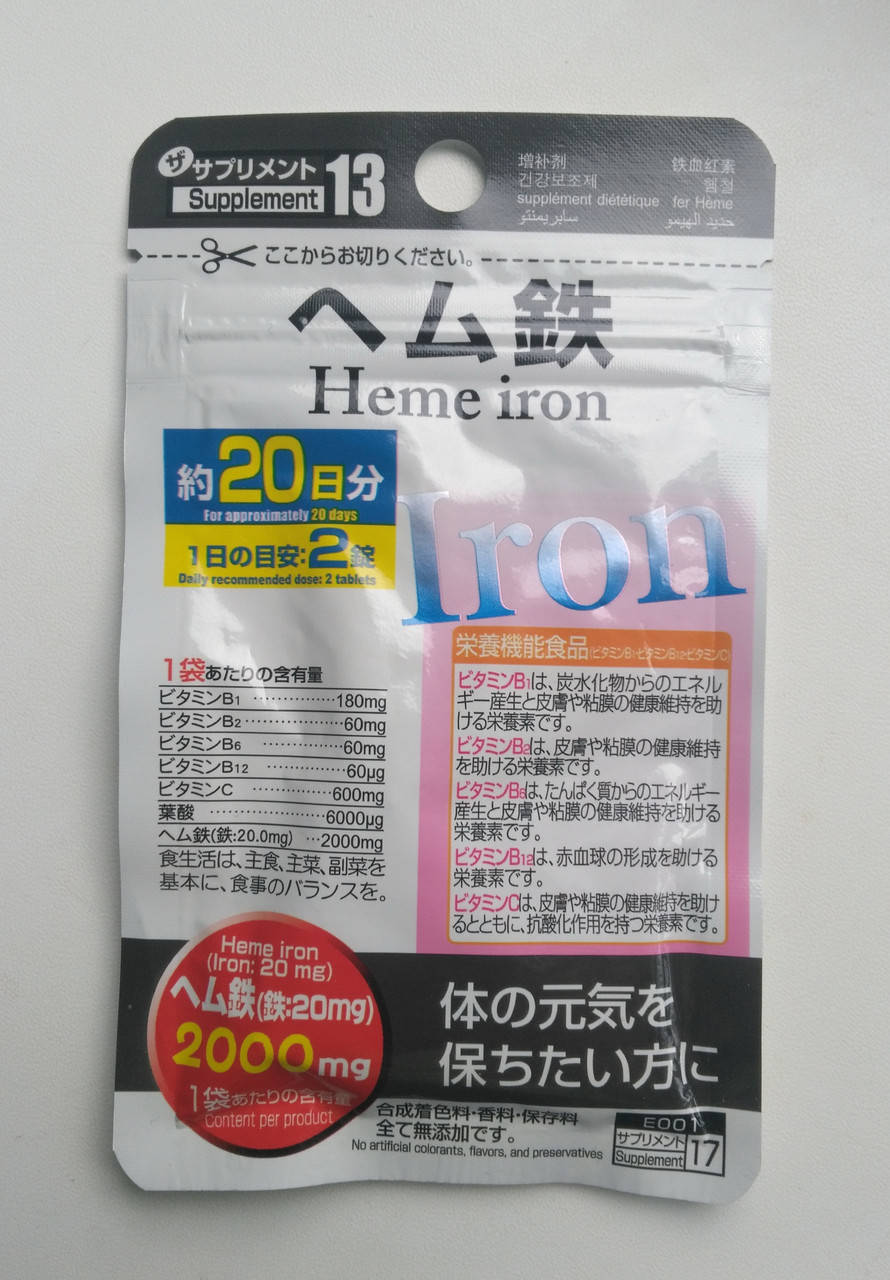 ザ サプリメント 13
Supplement
增补剂 铁血红素
건강보조제 헴철
supplément diététique fer Hème
سابريمنتو حديد الهيمو
ここからお切りください。
ヘム鉄
Heme iron
約20日分
For approximately 20 days
1日の目安:2錠
Daily recommended dose: 2 tablets
Iron
栄養機能食品(ビタミンB1・ビタミンB12・ビタミンC)
ビタミンB1は、炭水化物からのエネル
ギー産生と皮膚や粘膜の健康維持を助
ける栄養素です。
ビタミンB2は、皮膚や粘膜の健康維持
を助ける栄養素です。
ビタミンB6は、たんぱく質からのエネルギー
産生と皮膚や粘膜の健康維持を助ける
栄養素です。
ビタミンB12は、赤血球の形成を助ける
栄養素です。
ビタミンCは、皮膚や粘膜の健康維持を助け
るとともに、抗酸化作用を持つ栄養素です。
1袋あたりの含有量
ビタミンB1 ……………180mg
ビタミンB2 ………………60mg
ビタミンB6 ……………60mg
ビタミンB12 ……………60μg
ビタミンC ……………600mg
葉酸 …………………6000μg
ヘム鉄(鉄:20.0mg) …2000mg
食生活は、主食、主菜、副菜を
基本に、食事のバランスを。
Heme iron
(Iron: 20 mg)
ヘム鉄(鉄:20mg)
2000mg
1袋あたりの含有量
Content per product
体の元気を
保ちたい方に
合成着色料・香料・保存料
全て無添加です。
No artificial colorants, flavors, and preservatives
E001
サプリメント 17
Supplement